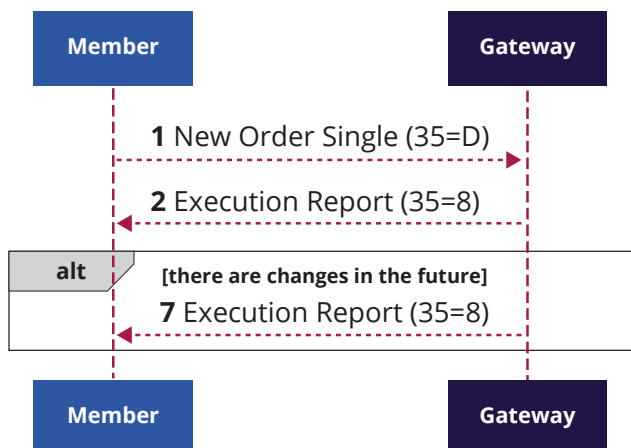 Member
Gateway
1 New Order Single (35=D)
2 Execution Report (35=8)
alt
[there are changes in the future]
7 Execution Report (35=8)
Member
Gateway